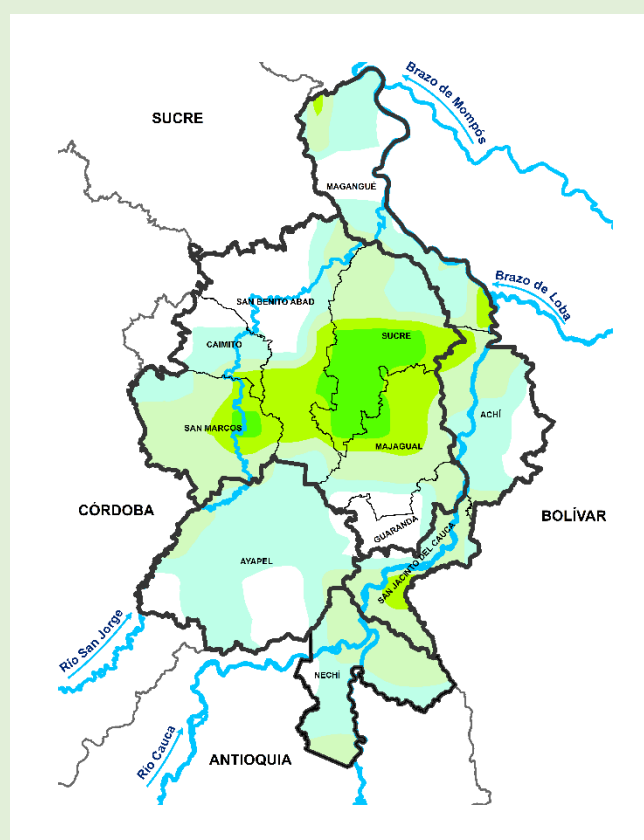 Brazo de Mompós
SUCRE
MAGANGUÉ
Brazo de Loba
SAN BENITO ABAD
SUCRE
CAIMITO
ACHÍ
SAN MARCOS
MAJAGUAL
CÓRDOBA
BOLÍVAR
GUARANDA
AYAPEL
SAN JACINTO DEL CAUCA
Río San Jorge
NECHÍ
Río Cauca
ANTIOQUIA